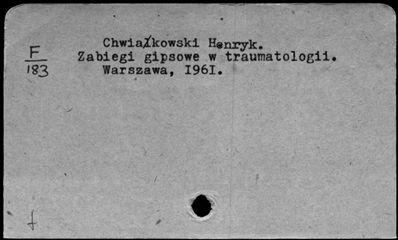 Chwiałkowski Henryk.
F
183
Zabiegi gipsowe w traumatologii.
Warszawa, 1961.